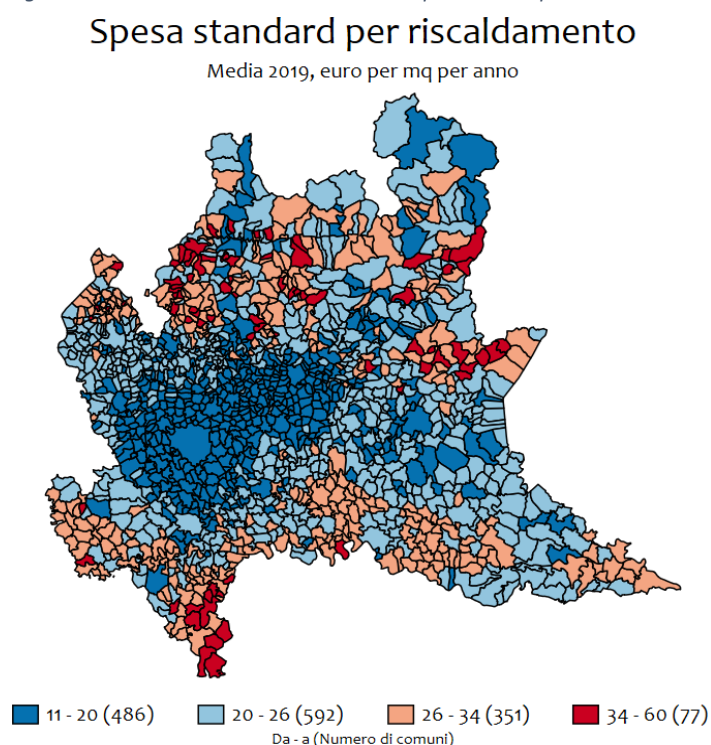 Spesa standard per riscaldamento
Media 2019, euro per mq per anno
11 - 20 (486) 20 - 26 (592) 26 - 34 (351) 34 - 60 (77)
Da - a (Numero di comuni)